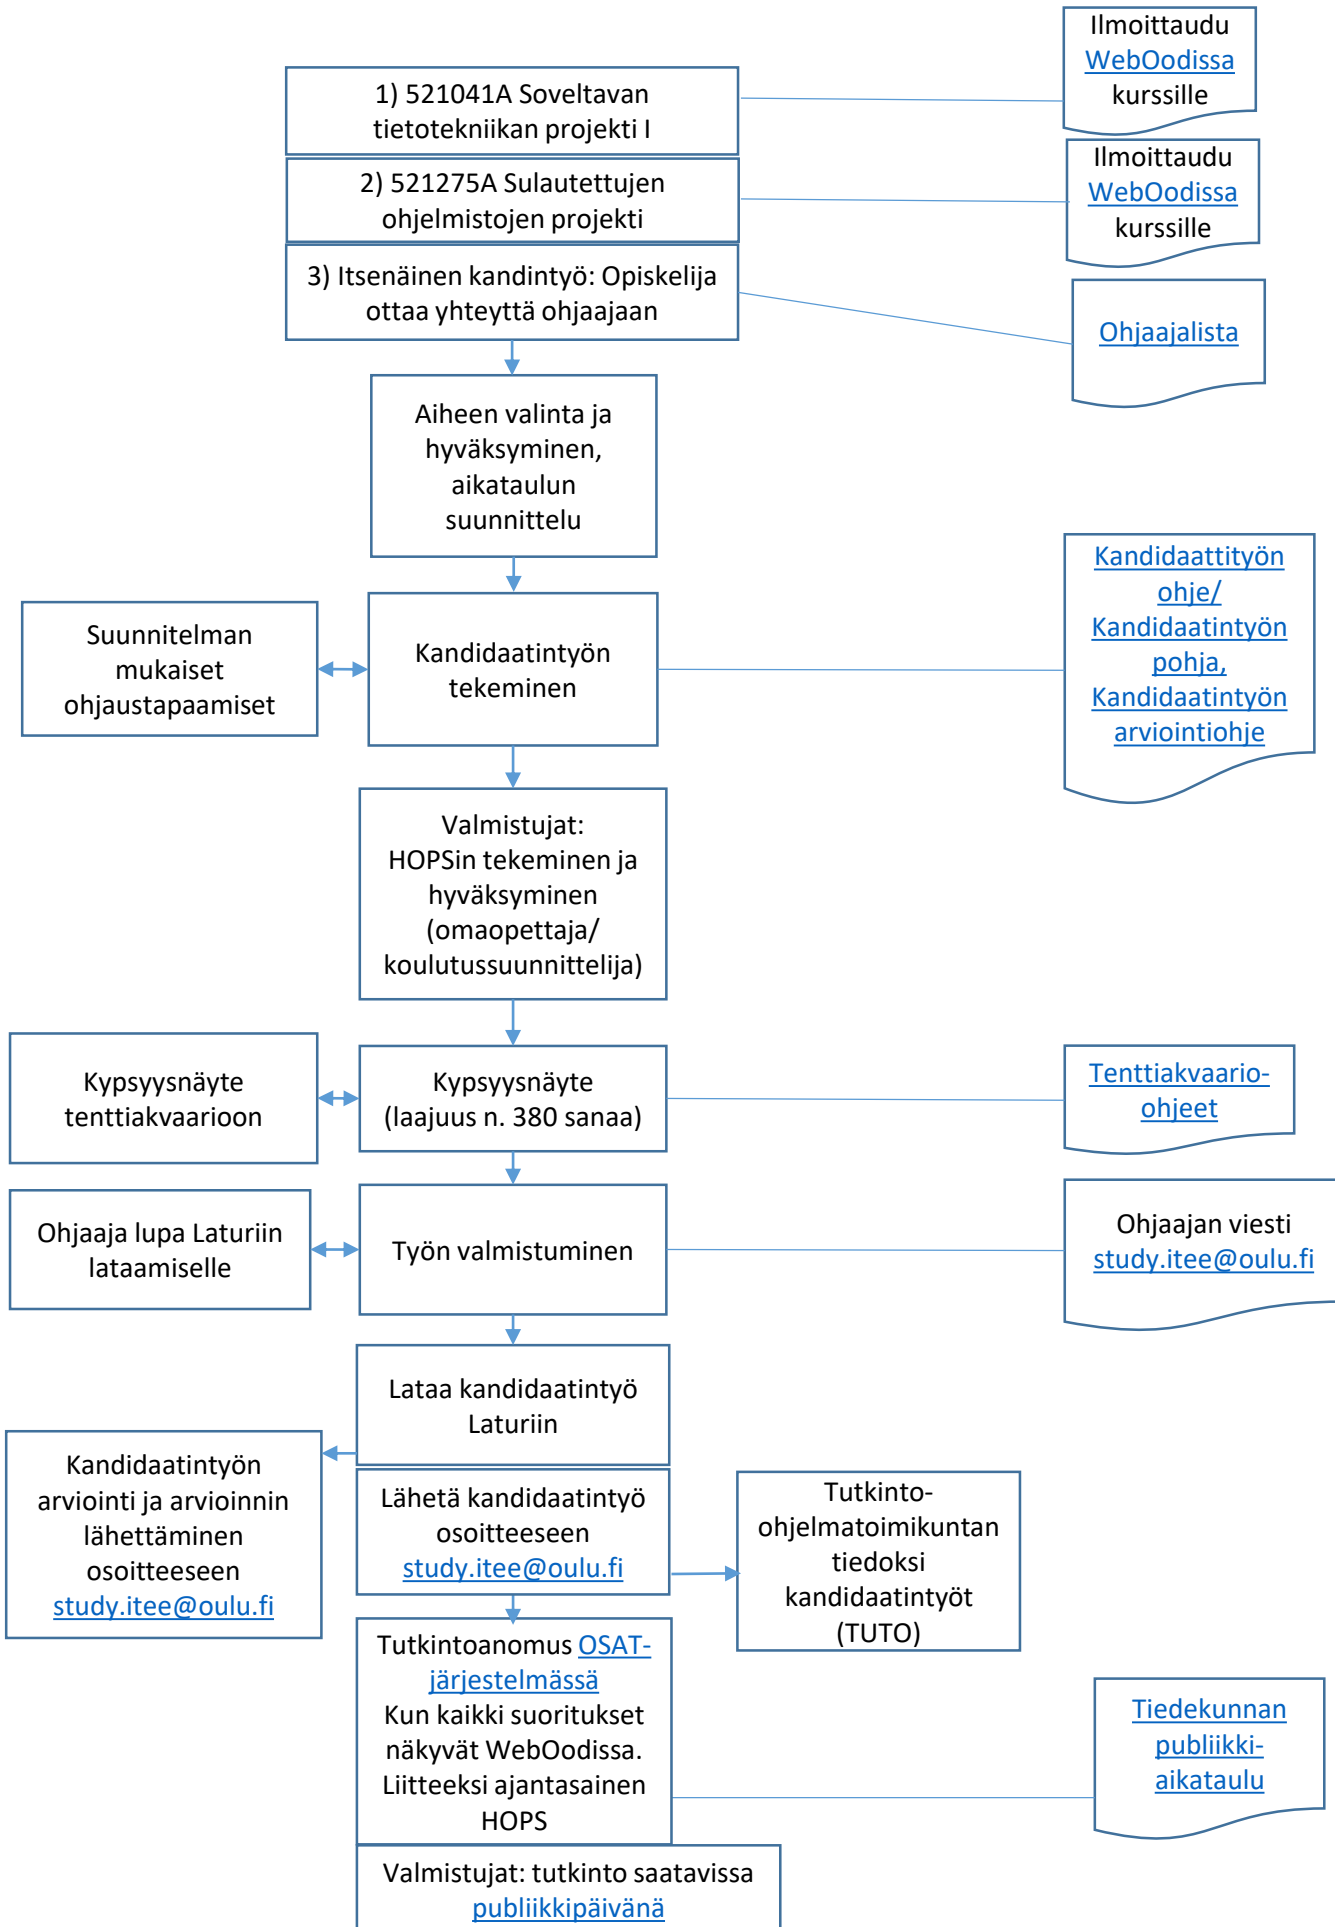 Ilmoittaudu
WebOodissa
kurssille
1) 521041A Soveltavan
tietotekniikan projekti I
Ilmoittaudu
WebOodissa
kurssille
2) 521275A Sulautettujen
ohjelmistojen projekti
3) Itsenäinen kandintyö: Opiskelija
ottaa yhteyttä ohjaajaan
Ohjaajalista
Aiheen valinta ja
hyväksyminen,
aikataulun
suunnittelu
Kandidaattityön
ohje/
Kandidaatintyön
pohja,
Kandidaatintyön
arviointiohje
Suunnitelman
mukaiset
ohjaustapaamiset
Kandidaatintyön
tekeminen
Valmistujat:
HOPSin tekeminen ja
hyväksyminen
(omaopettaja/
koulutussuunnittelija)
Kypsyysnäyte
tenttiakvaarioon
Kypsyysnäyte
(laajuus n. 380 sanaa)
Tenttiakvaario-
ohjeet
Ohjaaja lupa Laturiin
lataamiselle
Työn valmistuminen
Ohjaajan viesti
study.itee@oulu.fi
Lataa kandidaatintyö
Laturiin
Kandidaatintyön
arviointi ja arvioinnin
lähettäminen
osoitteeseen
study.itee@oulu.fi
Lähetä kandidaatintyö
osoitteeseen
study.itee@oulu.fi
Tutkinto-
ohjelmatoimikuntan
tiedoksi
kandidaatintyöt
(TUTO)
Tutkintoanomus OSAT-
järjestelmässä
Kun kaikki suoritukset
näkyvät WebOodissa.
Liitteeksi ajantasainen
HOPS
Tiedekunnan
publiikki-
aikataulu
Valmistujat: tutkinto saatavissa
publiikkipäivänä